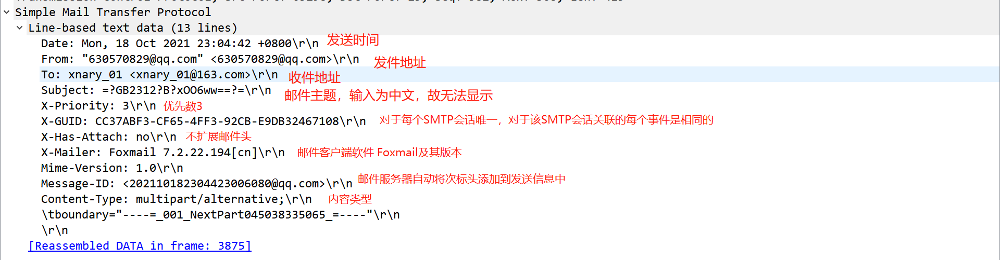 Simple Mail Transfer Protocol
Line-based text data (13 lines)
Date: Mon, 18 Oct 2021 23:04:42 +0800\r\n 发送时间
From: "630570829@qq.com" <630570829@qq.com>\r\n 发件地址
To: xnary_01 <xnary_01@163.com>\r\n 收件地址
Subject: =?GB2312?B?xOO6ww==?=\r\n 邮件主题，输入为中文，故无法显示
X-Priority: 3\r\n 优先数3
X-GUID: CC37ABF3-CF65-4FF3-92CB-E9DB32467108\r\n 对于每个SMTP会话唯一，对于该SMTP会话关联的每个事件是相同的
X-Has-Attach: no\r\n 不扩展邮件头
X-Mailer: Foxmail 7.2.22.194[cn]\r\n 邮件客户端软件 Foxmail及其版本
Mime-Version: 1.0\r\n
Message-ID: <202110182304423006080@qq.com>\r\n 邮件服务器自动将次标头添加到发送信息中
Content-Type: multipart/alternative;\r\n 内容类型
\tboundary="----=_001_NextPart045038335065_=----"\r\n
\r\n
[Reassembled DATA in frame: 3875]